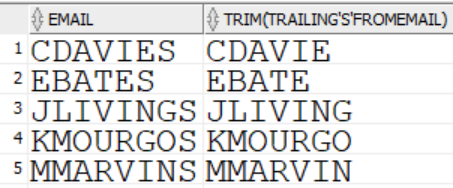 EMAIL TRIM(TRAILING'S'FROMEMAIL)
1 CDAVIES CDAVIE
2 EBATES EBATE
3 JLIVINGS JLIVING
4 KMOURGOS KMOURGO
5 MMARVINS MMARVIN